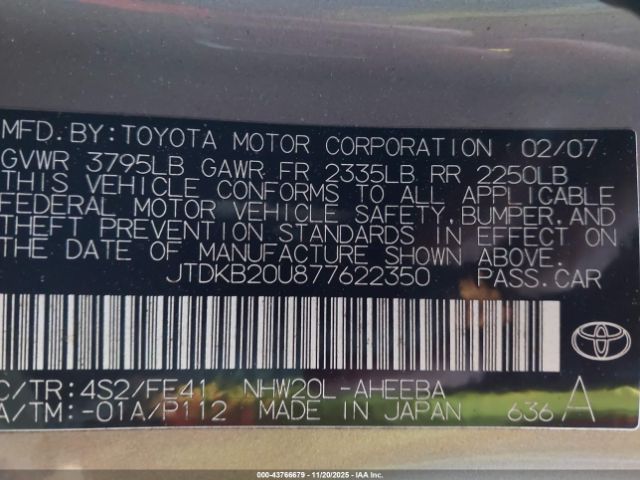 MFD. BY: TOYOTA MOTOR CORPORATION 02/07
GVWR 3795LB GAWR FR 2335LB RR 2250LB
THIS VEHICLE CONFORMS TO ALL APPLICABLE
FEDERAL MOTOR VEHICLE SAFETY, BUMPER, AND
THEFT PREVENTION STANDARDS IN EFFECT ON
THE DATE OF MANUFACTURE SHOWN ABOVE.
JTDKB20U877622350 PASS.CAR
C/TR: 4S2/FE41 NHW20L-AHEEBA
A/TM: -01A/P112 MADE IN JAPAN 636 A
TOYOTA
000-43766679 | 11/20/2025 | IAA Inc.